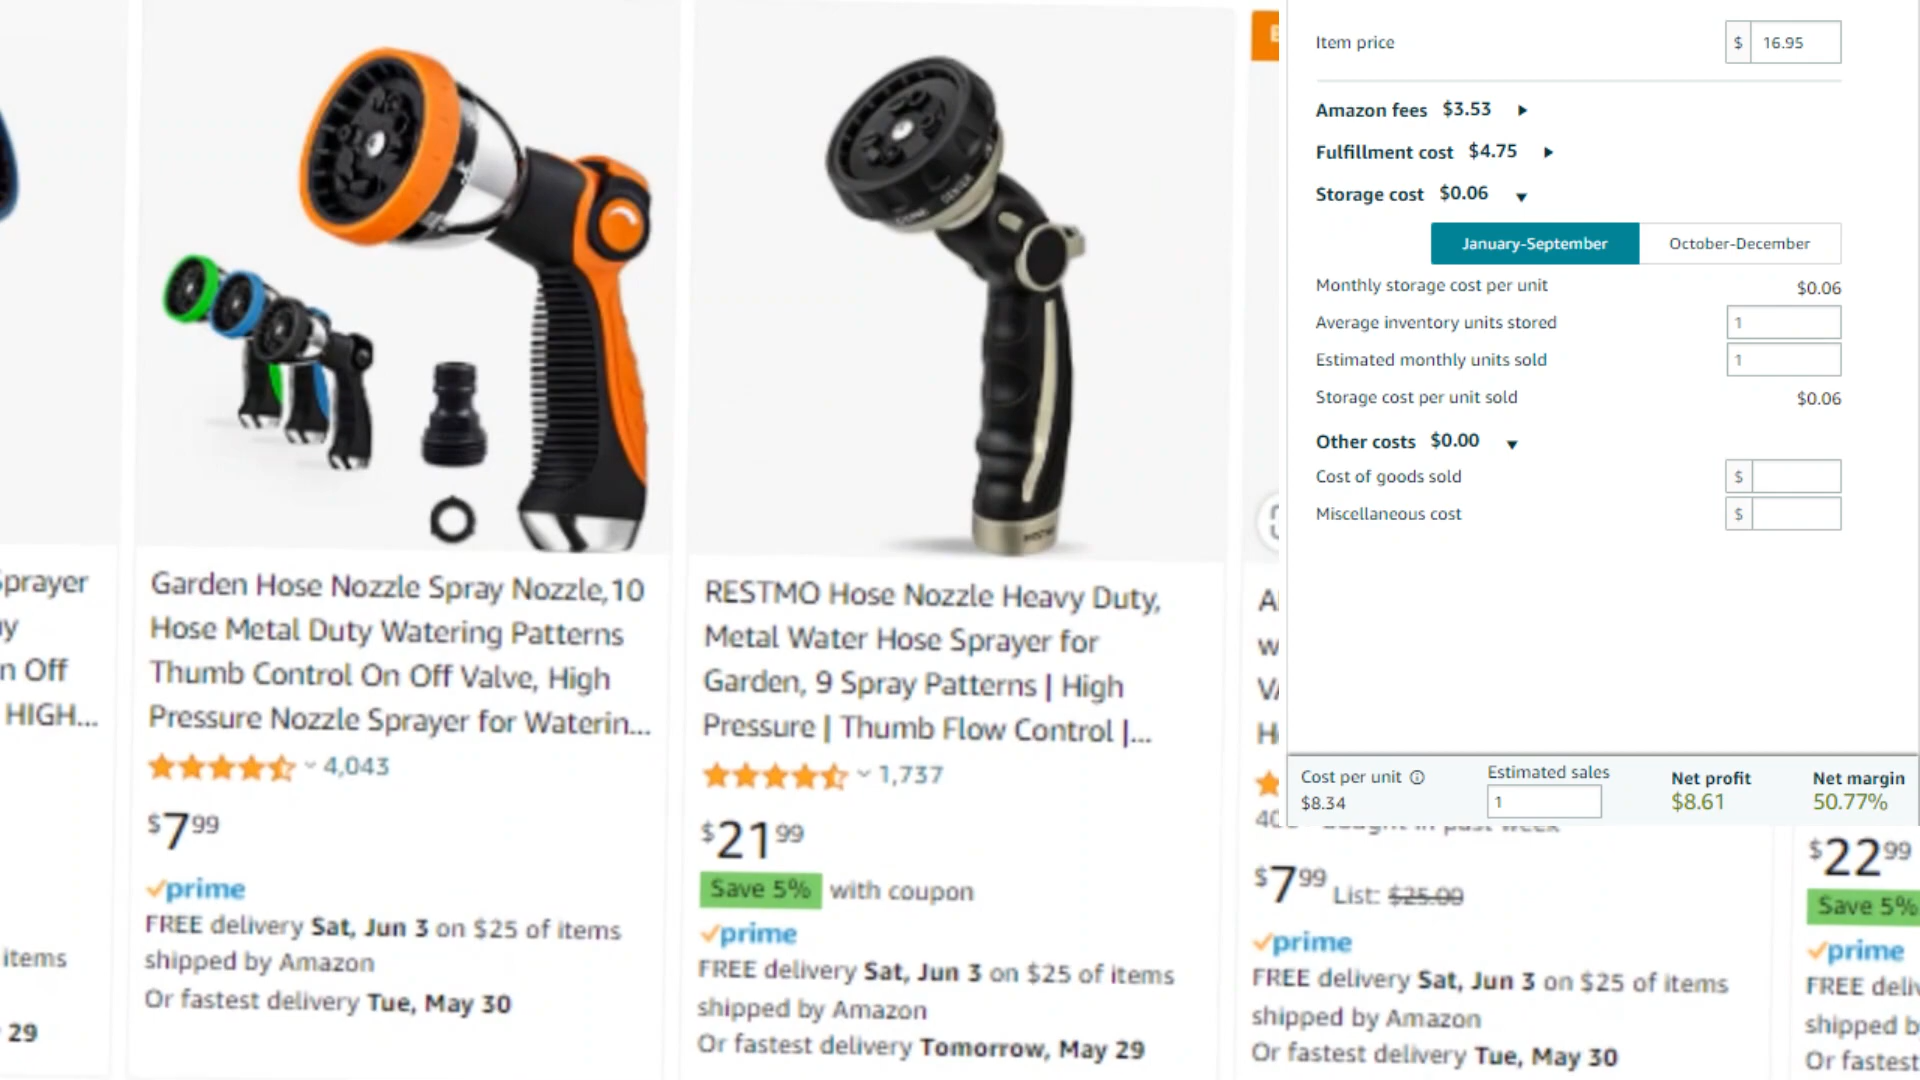 Sprayer
n Off
HIGH...
items
29
Garden Hose Nozzle Spray Nozzle,10
Hose Metal Duty Watering Patterns
Thumb Control On Off Valve, High
Pressure Nozzle Sprayer for Waterin...
4,043
$7.99
prime
FREE delivery Sat, Jun 3 on $25 of items
shipped by Amazon
Or fastest delivery Tue, May 30
RESTMO Hose Nozzle Heavy Duty,
Metal Water Hose Sprayer for
Garden, 9 Spray Patterns | High
Pressure | Thumb Flow Control |...
1,737
$21.99
Save 5% with coupon
prime
FREE delivery Sat, Jun 3 on $25 of items
shipped by Amazon
Or fastest delivery Tomorrow, May 29
$7.99 List: $25.00
prime
FREE delivery Sat, Jun 3 on $25 of items
shipped by Amazon
Or fastest delivery Tue, May 30
$22.99
Save 5%
prime
FREE
shipped
Or fastest
Item price $ 16.95
Amazon fees $3.53
Fulfillment cost $4.75
Storage cost $0.06
January-September October-December
Monthly storage cost per unit $0.06
Average inventory units stored 1
Estimated monthly units sold 1
Storage cost per unit sold $0.06
Other costs $0.00
Cost of goods sold $
Miscellaneous cost $
Cost per unit Estimated sales Net profit Net margin
$8.34 1 $8.61 50.77%